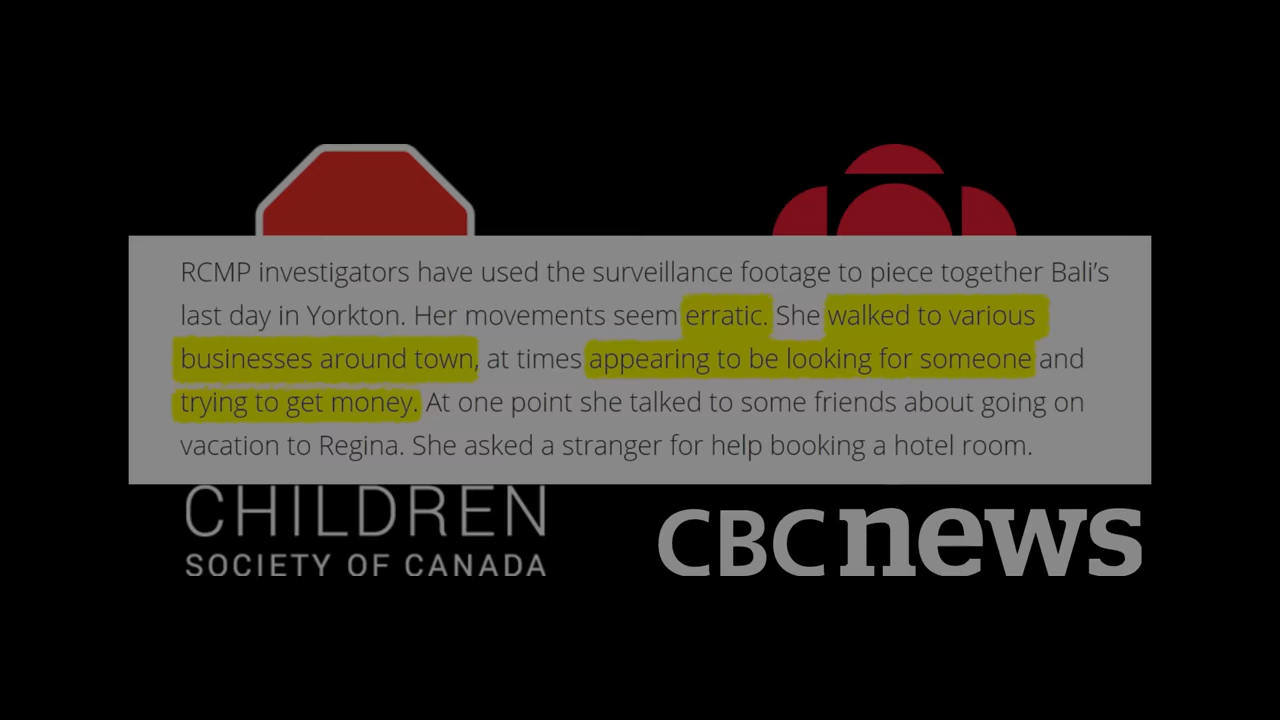 RCMP investigators have used the surveillance footage to piece together Bali’s
last day in Yorkton. Her movements seem erratic. She walked to various
businesses around town, at times appearing to be looking for someone and
trying to get money. At one point she talked to some friends about going on
vacation to Regina. She asked a stranger for help booking a hotel room.
CHILDREN
SOCIETY OF CANADA
CBC news